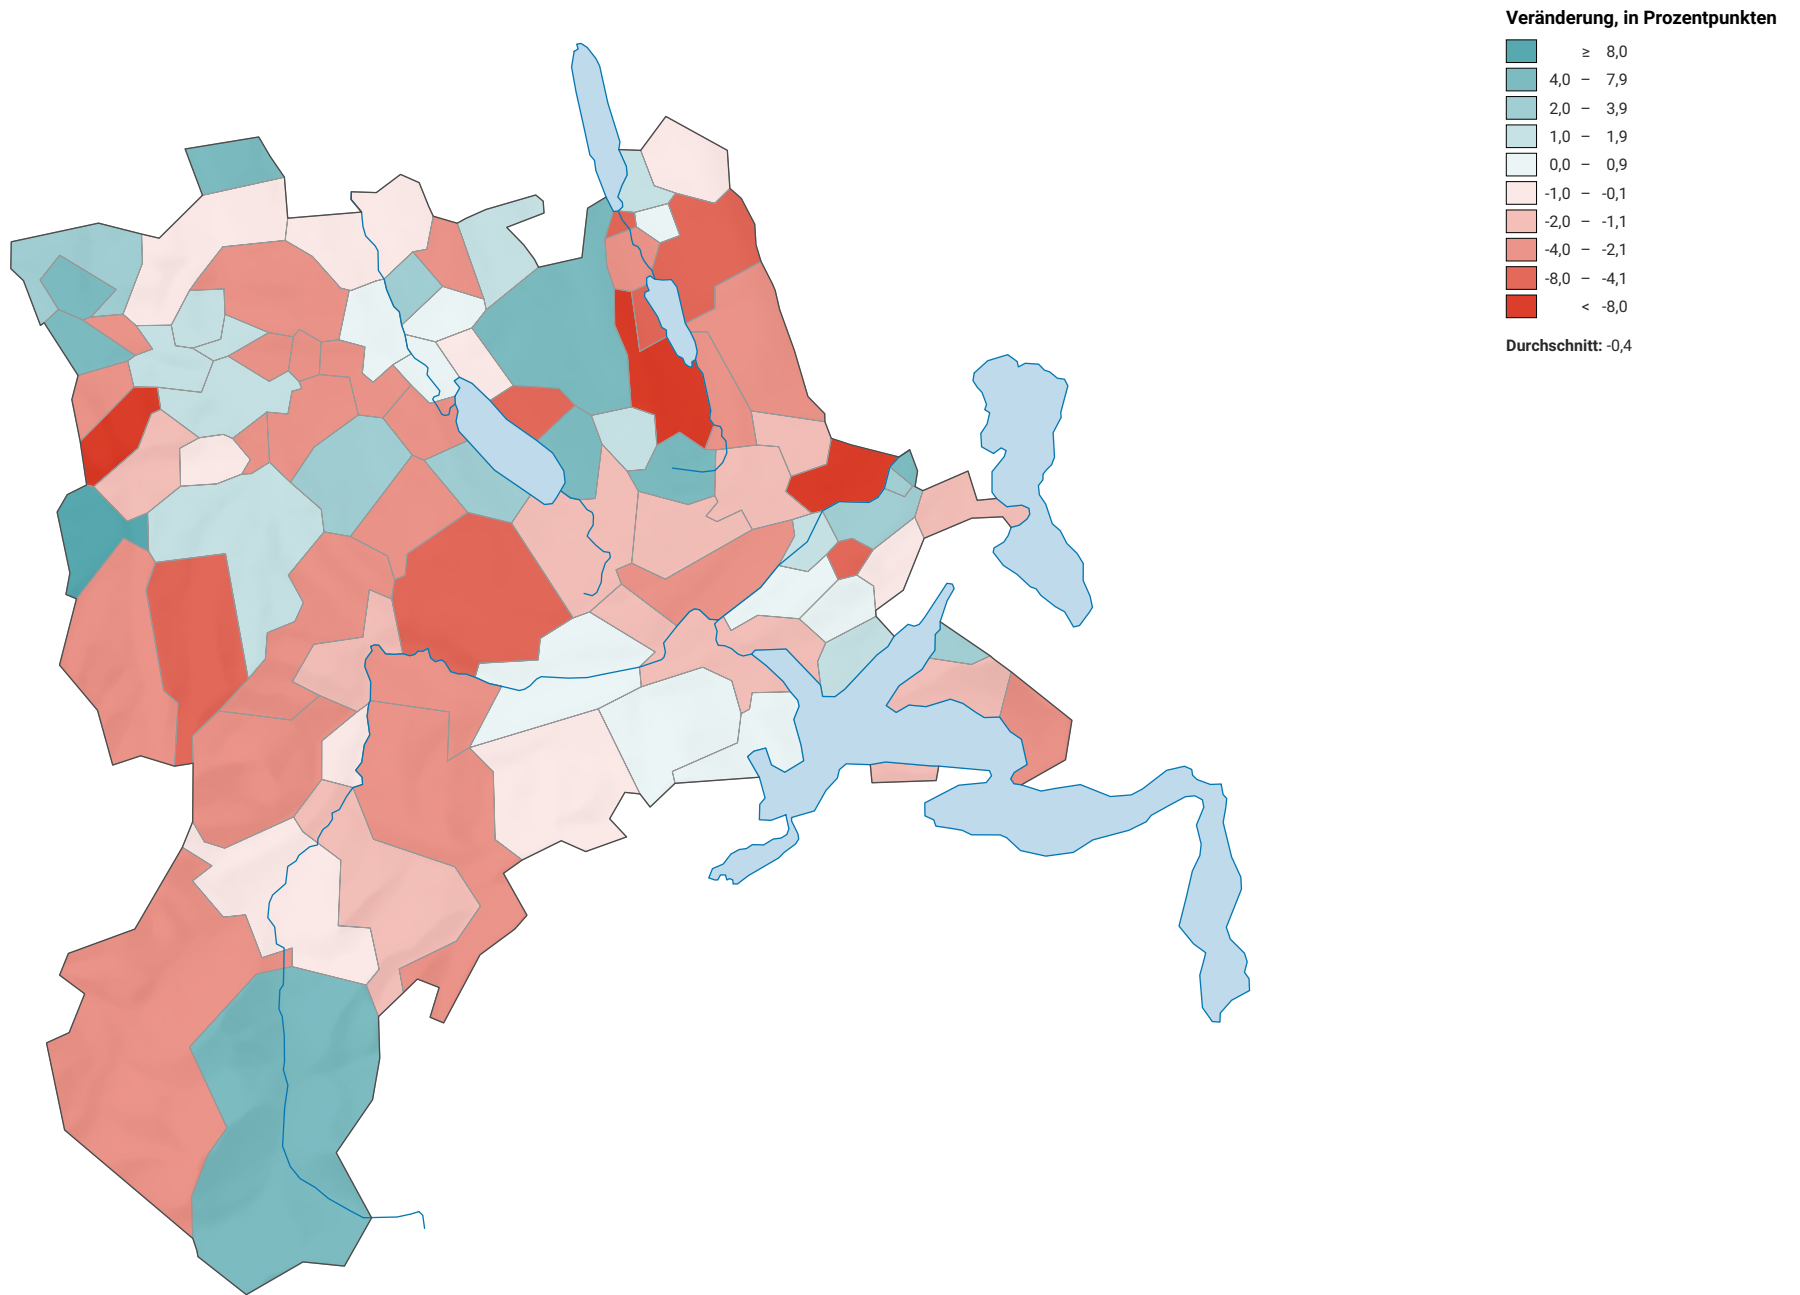 Veränderung, in Prozentpunkten
≥ 8,0
4,0 – 7,9
2,0 – 3,9
1,0 – 1,9
0,0 – 0,9
-1,0 – -0,1
-2,0 – -1,1
-4,0 – -2,1
-8,0 – -4,1
< -8,0
Durchschnitt: -0,4